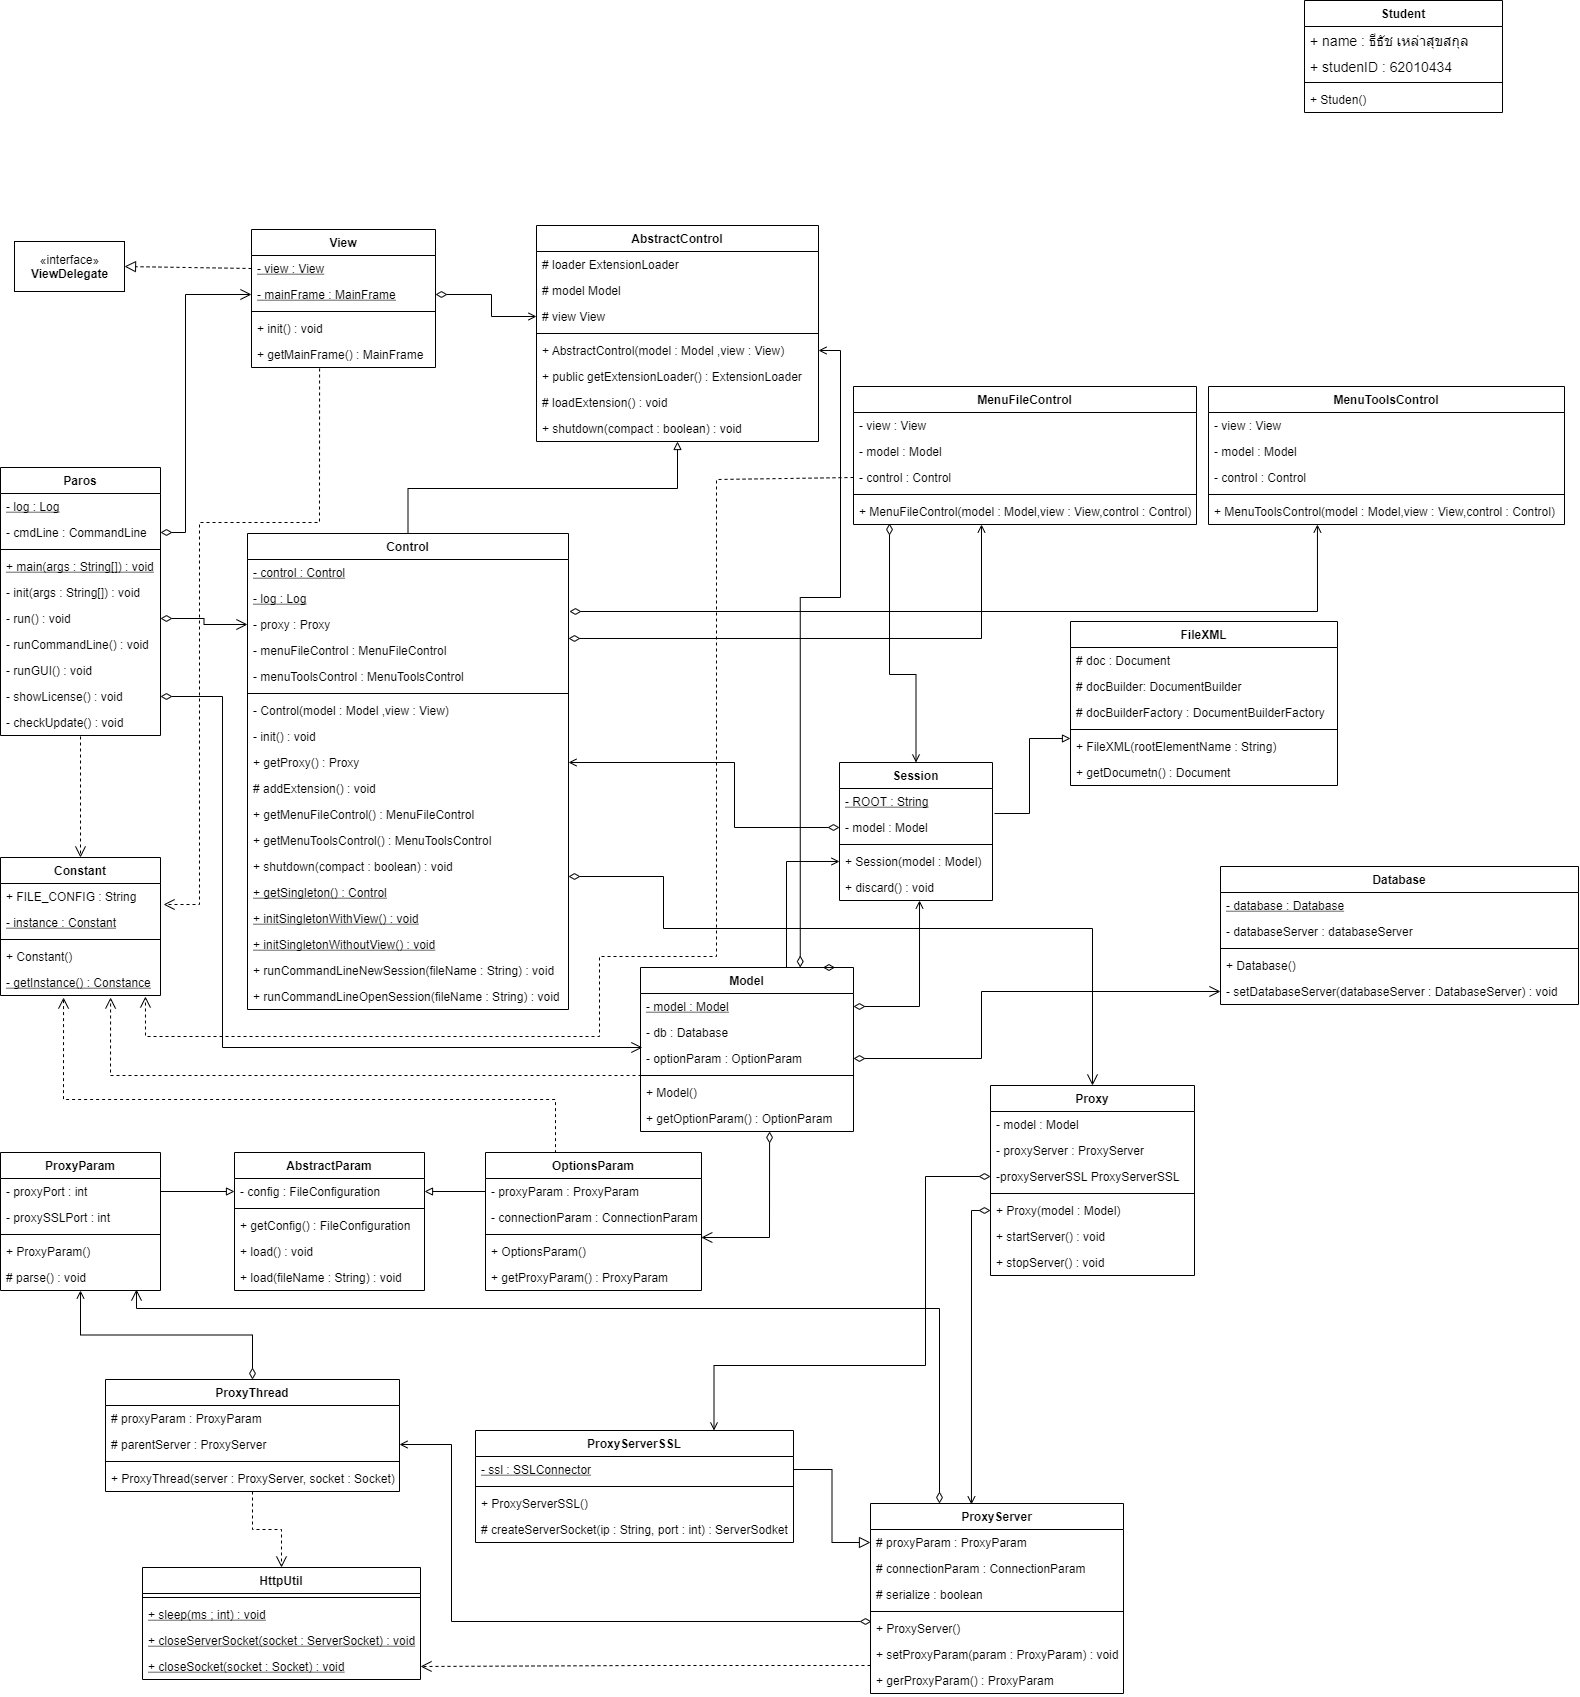 Student
+ name : ธีธัช เหล่าสุขสกุล
+ studenID : 62010434
+ Studen()
«interface»
ViewDelegate
View
- view : View
- mainFrame : MainFrame
+ init() : void
+ getMainFrame() : MainFrame
AbstractControl
# loader ExtensionLoader
# model Model
# view View
+ AbstractControl(model : Model ,view : View)
+ public getExtensionLoader() : ExtensionLoader
# loadExtension() : void
+ shutdown(compact : boolean) : void
MenuFileControl
- view : View
- model : Model
- control : Control
+ MenuFileControl(model : Model,view : View,control : Control)
MenuToolsControl
- view : View
- model : Model
- control : Control
+ MenuToolsControl(model : Model,view : View,control : Control)
Paros
- log : Log
- cmdLine : CommandLine
+ main(args : String[]) : void
- init(args : String[]) : void
- run() : void
- runCommandLine() : void
- runGUI() : void
- showLicense() : void
- checkUpdate() : void
Control
- control : Control
- log : Log
- proxy : Proxy
- menuFileControl : MenuFileControl
- menuToolsControl : MenuToolsControl
- Control(model : Model ,view : View)
- init() : void
+ getProxy() : Proxy
# addExtension() : void
+ getMenuFileControl() : MenuFileControl
+ getMenuToolsControl() : MenuToolsControl
+ shutdown(compact : boolean) : void
+ getSingleton() : Control
+ initSingletonWithView() : void
+ initSingletonWithoutView() : void
+ runCommandLineNewSession(fileName : String) : void
+ runCommandLineOpenSession(fileName : String) : void
FileXML
# doc : Document
# docBuilder: DocumentBuilder
# docBuilderFactory : DocumentBuilderFactory
+ FileXML(rootElementName : String)
+ getDocumetn() : Document
Session
- ROOT : String
- model : Model
+ Session(model : Model)
+ discard() : void
Constant
+ FILE_CONFIG : String
- instance : Constant
+ Constant()
- getInstance() : Constance
Database
- database : Database
- databaseServer : databaseServer
+ Database()
- setDatabaseServer(databaseServer : DatabaseServer) : void
Model
- model : Model
- db : Database
- optionParam : OptionParam
+ Model()
+ getOptionParam() : OptionParam
Proxy
- model : Model
- proxyServer : ProxyServer
-proxyServerSSL ProxyServerSSL
+ Proxy(model : Model)
+ startServer() : void
+ stopServer() : void
ProxyParam
- proxyPort : int
- proxySSLPort : int
+ ProxyParam()
# parse() : void
AbstractParam
- config : FileConfiguration
+ getConfig() : FileConfiguration
+ load() : void
+ load(fileName : String) : void
OptionsParam
- proxyParam : ProxyParam
- connectionParam : ConnectionParam
+ OptionsParam()
+ getProxyParam() : ProxyParam
ProxyThread
# proxyParam : ProxyParam
# parentServer : ProxyServer
+ ProxyThread(server : ProxyServer, socket : Socket)
ProxyServerSSL
- ssl : SSLConnector
+ ProxyServerSSL()
# createServerSocket(ip : String, port : int) : ServerSodket
ProxyServer
# proxyParam : ProxyParam
# connectionParam : ConnectionParam
# serialize : boolean
+ ProxyServer()
+ setProxyParam(param : ProxyParam) : void
+ gerProxyParam() : ProxyParam
HttpUtil
+ sleep(ms ; int) : void
+ closeServerSocket(socket : ServerSocket) : void
+ closeSocket(socket : Socket) : void